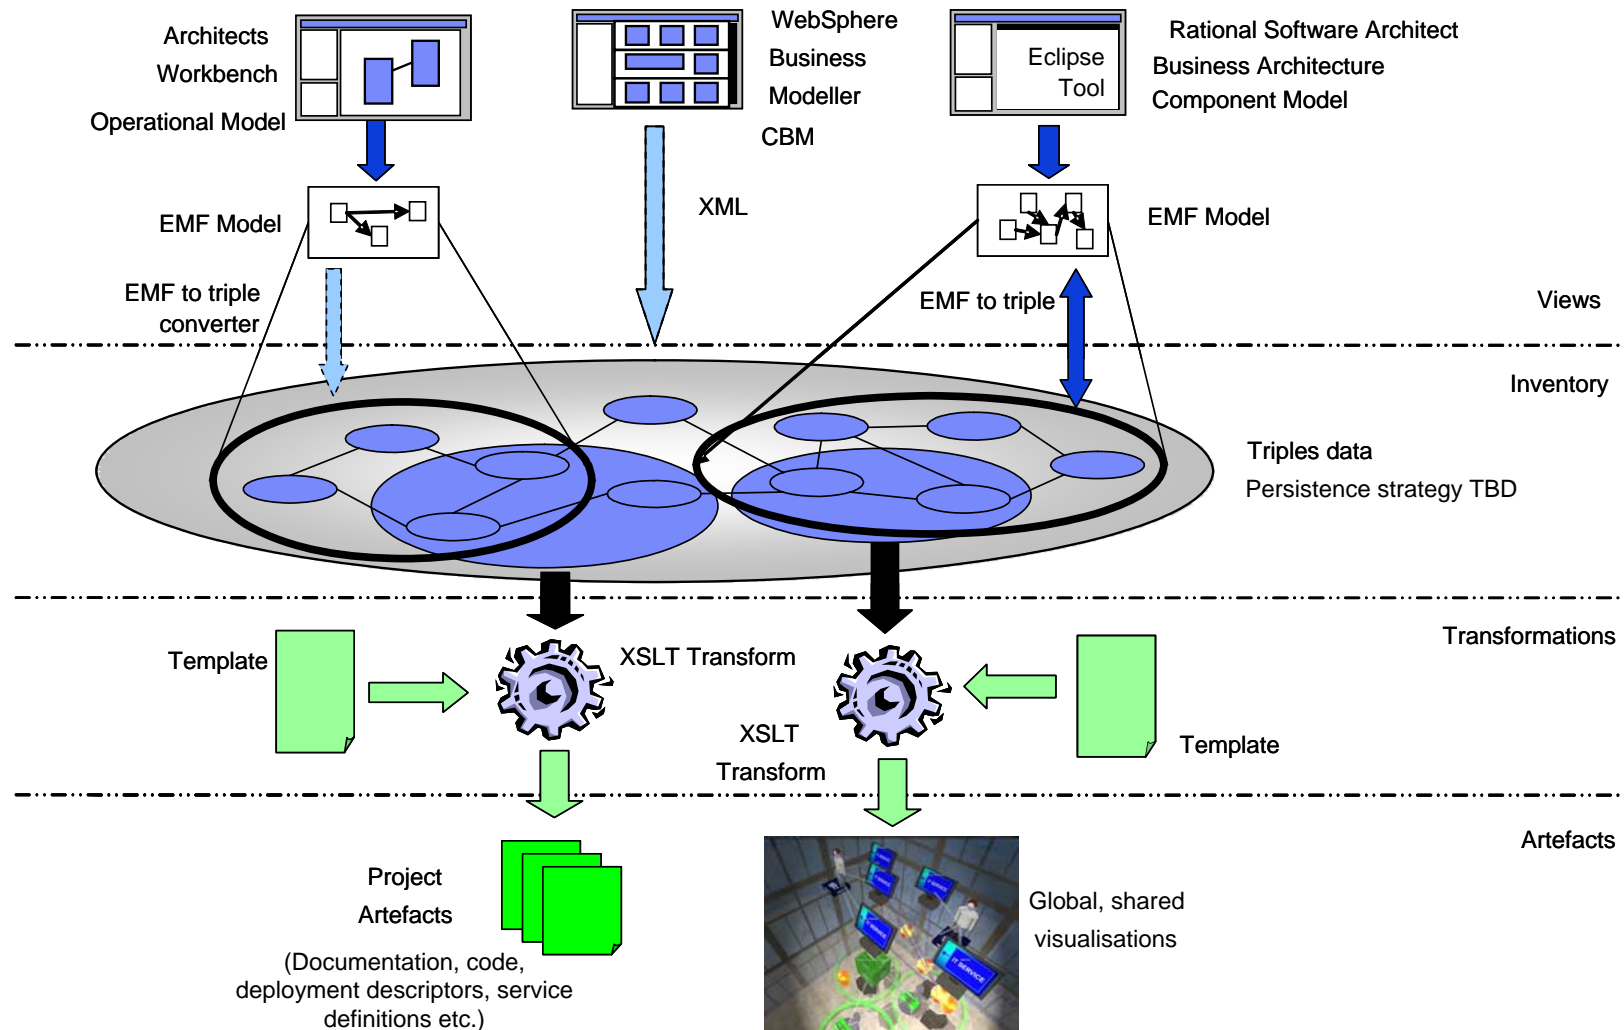 Architects
Workbench
Operational Model
WebSphere
Business
Modeller
CBM
Eclipse
Tool
Rational Software Architect
Business Architecture
Component Model
EMF Model
XML
EMF Model
EMF to triple
converter
EMF to triple
Views
Inventory
Triples data
Persistence strategy TBD
Template
XSLT Transform
Transformations
XSLT
Transform
Template
Artefacts
Project
Artefacts
(Documentation, code,
deployment descriptors, service
definitions etc.)
IT SERVICE
Global, shared
visualisations